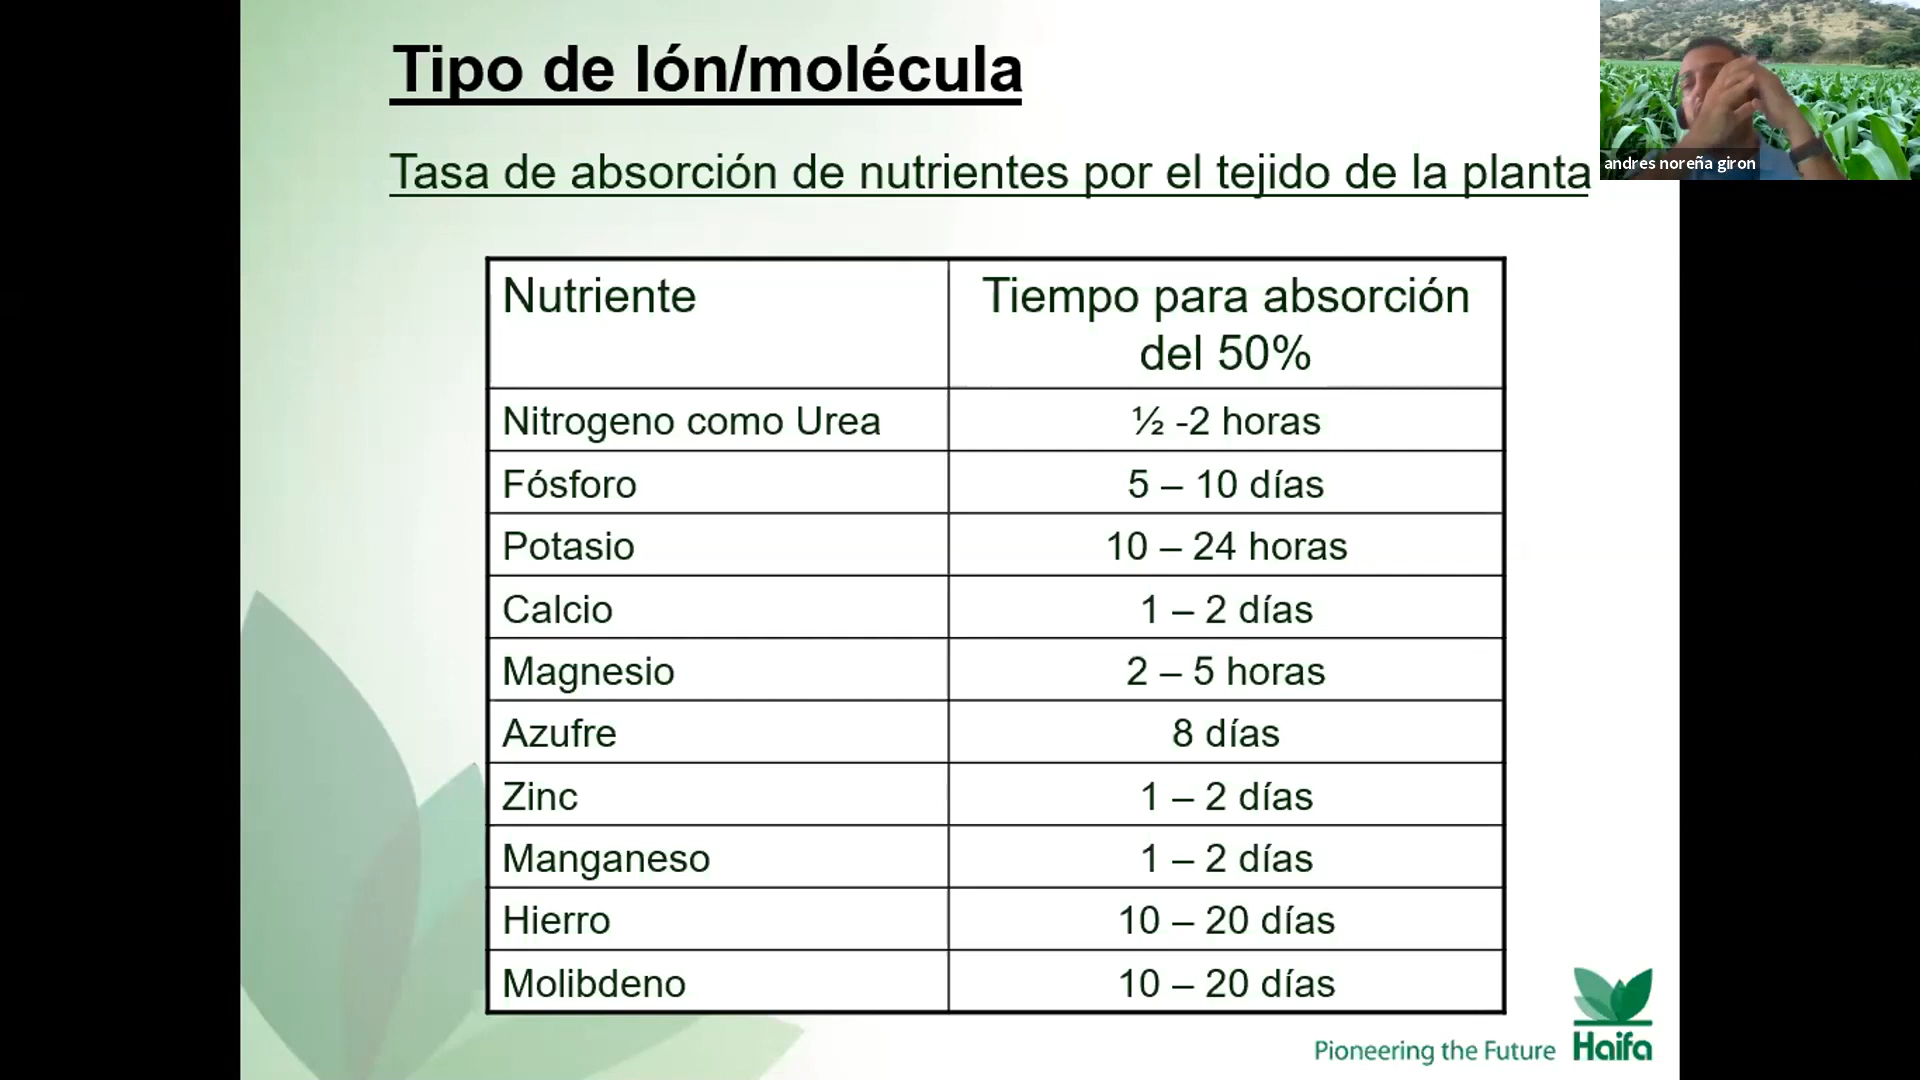 Tipo de Ión/molécula
andres noreña giron
Tasa de absorción de nutrientes por el tejido de la planta
Nutriente
Tiempo para absorción
del 50%
Nitrogeno como Urea
½ -2 horas
Fósforo
5 – 10 días
Potasio
10 – 24 horas
Calcio
1 – 2 días
Magnesio
2 – 5 horas
Azufre
8 días
Zinc
1 – 2 días
Manganeso
1 – 2 días
Hierro
10 – 20 días
Molibdeno
10 – 20 días
Pioneering the Future
Haifa